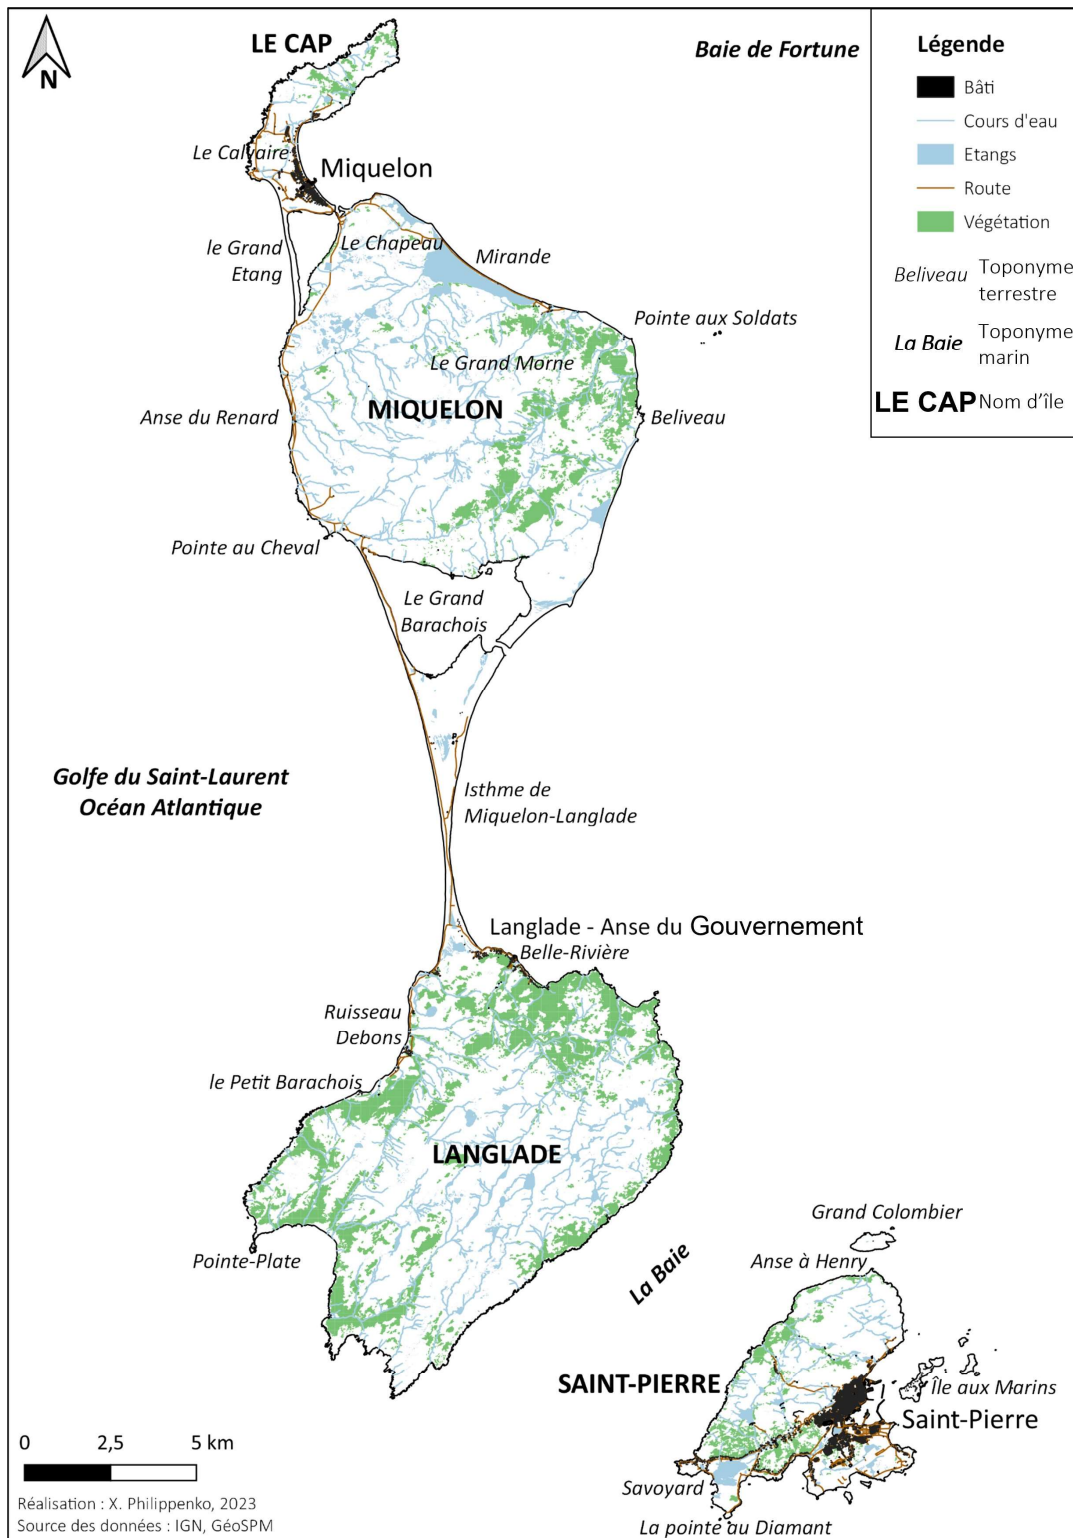 N
LE CAP
Baie de Fortune
Le Calvaire
Miquelon
le Grand
Etang
Le Chapeau
Mirande
Pointe aux Soldats
Le Grand Morne
MIQUELON
Anse du Renard
Beliveau
Pointe au Cheval
Le Grand
Barachois
Golfe du Saint-Laurent
Océan Atlantique
Isthme de
Miquelon-Langlade
Langlade - Anse du Gouvernement
Belle-Rivière
Ruisseau
Debons
le Petit Barachois
LANGLADE
Pointe-Plate
La Baie
Grand Colombier
Anse à Henry
SAINT-PIERRE
Île aux Marins
Saint-Pierre
Savoyard
La pointe au Diamant
Légende
Bâti
Cours d'eau
Etangs
Route
Végétation
Beliveau Toponyme
terrestre
La Baie Toponyme
marin
LE CAP Nom d'île
0 2,5 5 km
Réalisation : X. Philippenko, 2023
Source des données : IGN, GéoSPM